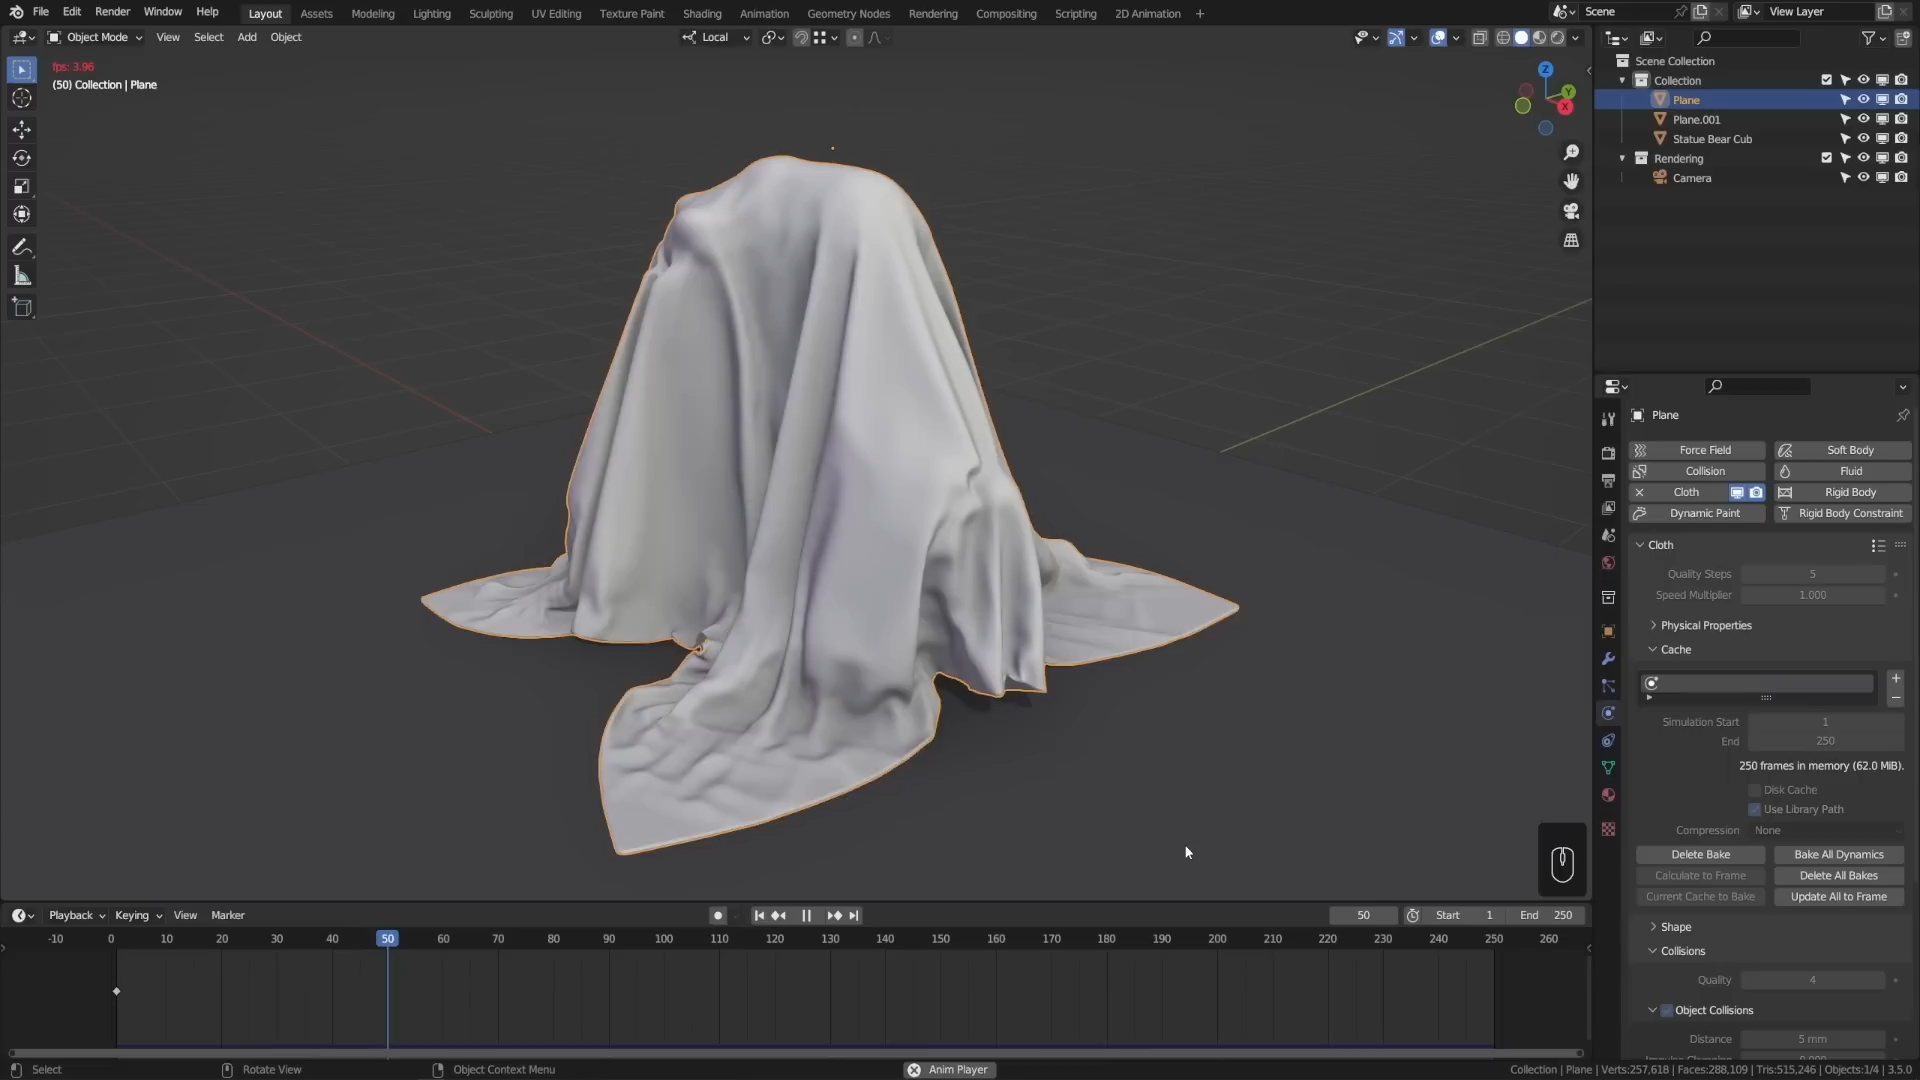 File Edit Render Window Help Layout Assets Modeling Lighting Sculpting UV Editing Texture Paint Shading Animation Geometry Nodes Rendering Compositing Scripting 2D Animation + Scene View Layer
Object Mode View Select Add Object Local
fps: 3.96
(50) Collection | Plane
Z
Y
X
Scene Collection
Collection
Plane
Plane.001
Statue Bear Cub
Rendering
Camera
Plane
Force Field Soft Body
Collision Fluid
Cloth Rigid Body
Dynamic Paint Rigid Body Constraint
Cloth
Quality Steps 5
Speed Multiplier 1.000
Physical Properties
Cache
Simulation Start 1
End 250
250 frames in memory (62.0 MiB).
Disk Cache
Use Library Path
Compression None
Delete Bake Bake All Dynamics
Calculate to Frame Delete All Bakes
Current Cache to Bake Update All to Frame
Shape
Collisions
Quality 4
Object Collisions
Distance 5 mm
Impulse Clamping 0.000
Playback Keying View Marker 50 Start 1 End 250
-10 0 10 20 30 40 50 60 70 80 90 100 110 120 130 140 150 160 170 180 190 200 210 220 230 240 250 260
Select Rotate View Object Context Menu Anim Player Collection | Plane | Verts:257,618 | Faces:288,109 | Tris:515,246 | Objects:1/4 | 3.5.0